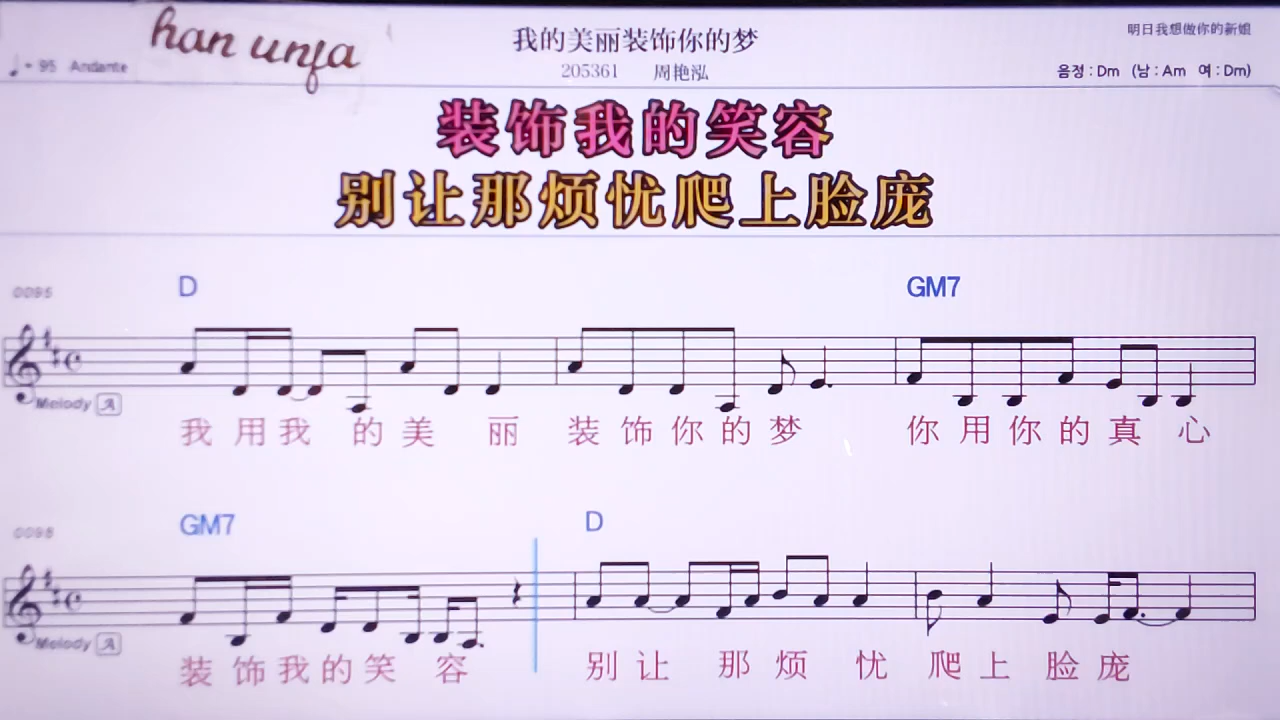 han unfa
我的美丽装饰你的梦
明日我想做你的新娘
♩= 95 Andante
205361 周艳泓
음정 : Dm (남 : Am 여 : Dm)
装饰我的笑容
别让那烦忧爬上脸庞
0095
D GM7
Melody A
我用我的美丽装饰你的梦你用你的真心
0098
GM7 D
Melody A
装饰我的笑容别让那烦忧爬上脸庞